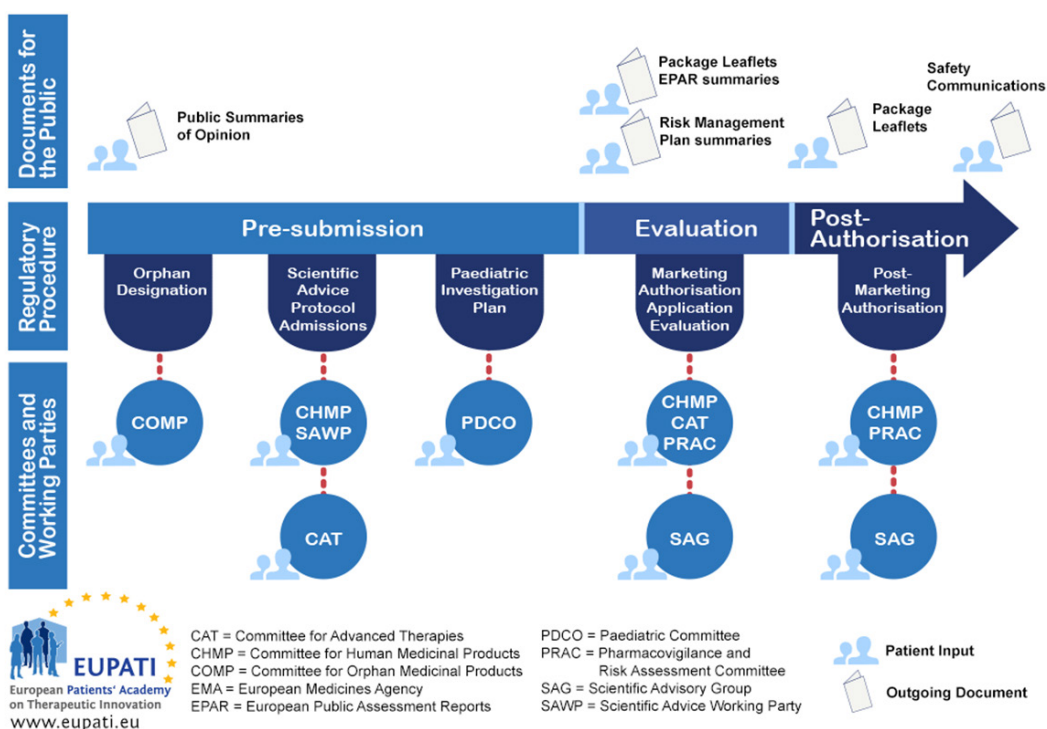 Documents for
the Public
Public Summaries
of Opinion
Package Leaflets
EPAR summaries
Risk Management
Plan summaries
Package
Leaflets
Safety
Communications
Regulatory
Procedure
Pre-submission
Evaluation
Post-
Authorisation
Orphan
Designation
Scientific
Advice
Protocol
Admissions
Paediatric
Investigation
Plan
Marketing
Authorisation
Application
Evaluation
Post-
Marketing
Authorisation
Committees and
Working Parties
COMP
CHMP
SAWP
PDCO
CHMP
CAT
PRAC
CHMP
PRAC
CAT
SAG
SAG
EUPATI
European Patients' Academy
on Therapeutic Innovation
www.eupati.eu
CAT = Committee for Advanced Therapies
CHMP = Committee for Human Medicinal Products
COMP = Committee for Orphan Medicinal Products
EMA = European Medicines Agency
EPAR = European Public Assessment Reports
PDCO = Paediatric Committee
PRAC = Pharmacovigilance and
Risk Assessment Committee
SAG = Scientific Advisory Group
SAWP = Scientific Advice Working Party
Patient Input
Outgoing Document